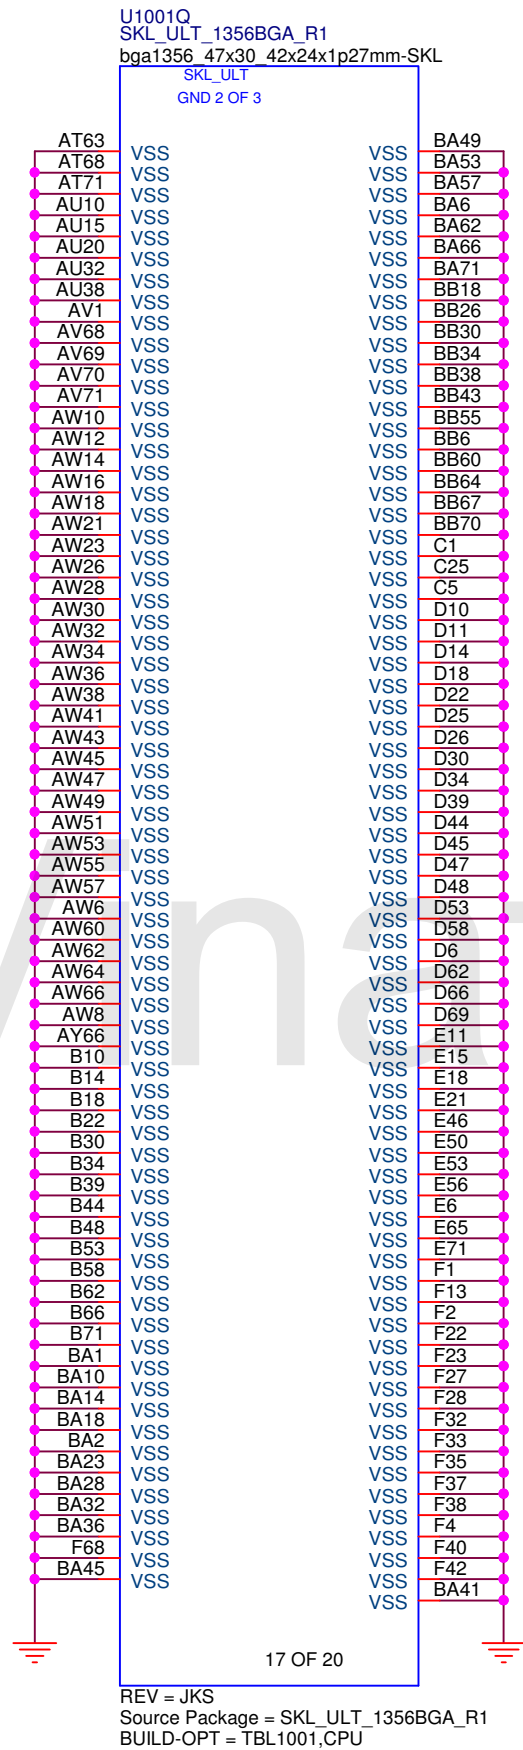 U1001Q
SKL_ULT_1356BGA_R1
bga1356_47x30_42x24x1p27mm-SKL
SKL_ULT
GND 2 OF 3
AT63 VSS VSS BA49
AT68 VSS VSS BA53
AT71 VSS VSS BA57
AU10 VSS VSS BA6
AU15 VSS VSS BA62
AU20 VSS VSS BA66
AU32 VSS VSS BA71
AU38 VSS VSS BB18
AV1 VSS VSS BB26
AV68 VSS VSS BB30
AV69 VSS VSS BB34
AV70 VSS VSS BB38
AV71 VSS VSS BB43
AW10 VSS VSS BB55
AW12 VSS VSS BB6
AW14 VSS VSS BB60
AW16 VSS VSS BB64
AW18 VSS VSS BB67
AW21 VSS VSS BB70
AW23 VSS VSS C1
AW26 VSS VSS C25
AW28 VSS VSS C5
AW30 VSS VSS D10
AW32 VSS VSS D11
AW34 VSS VSS D14
AW36 VSS VSS D18
AW38 VSS VSS D22
AW41 VSS VSS D25
AW43 VSS VSS D26
AW45 VSS VSS D30
AW47 VSS VSS D34
AW49 VSS VSS D39
AW51 VSS VSS D44
AW53 VSS VSS D45
AW55 VSS VSS D47
AW57 VSS VSS D48
AW6 VSS VSS D53
AW60 VSS VSS D58
AW62 VSS VSS D6
AW64 VSS VSS D62
AW66 VSS VSS D66
AW8 VSS VSS D69
AY66 VSS VSS E11
B10 VSS VSS E15
B14 VSS VSS E18
B18 VSS VSS E21
B22 VSS VSS E46
B30 VSS VSS E50
B34 VSS VSS E53
B39 VSS VSS E56
B44 VSS VSS E6
B48 VSS VSS E65
B53 VSS VSS E71
B58 VSS VSS F1
B62 VSS VSS F13
B66 VSS VSS F2
B71 VSS VSS F22
BA1 VSS VSS F23
BA10 VSS VSS F27
BA14 VSS VSS F28
BA18 VSS VSS F32
BA2 VSS VSS F33
BA23 VSS VSS F35
BA28 VSS VSS F37
BA32 VSS VSS F38
BA36 VSS VSS F4
F68 VSS VSS F40
BA45 VSS VSS F42
VSS BA41
17 OF 20
REV = JKS
Source Package = SKL_ULT_1356BGA_R1
BUILD-OPT = TBL1001,CPU